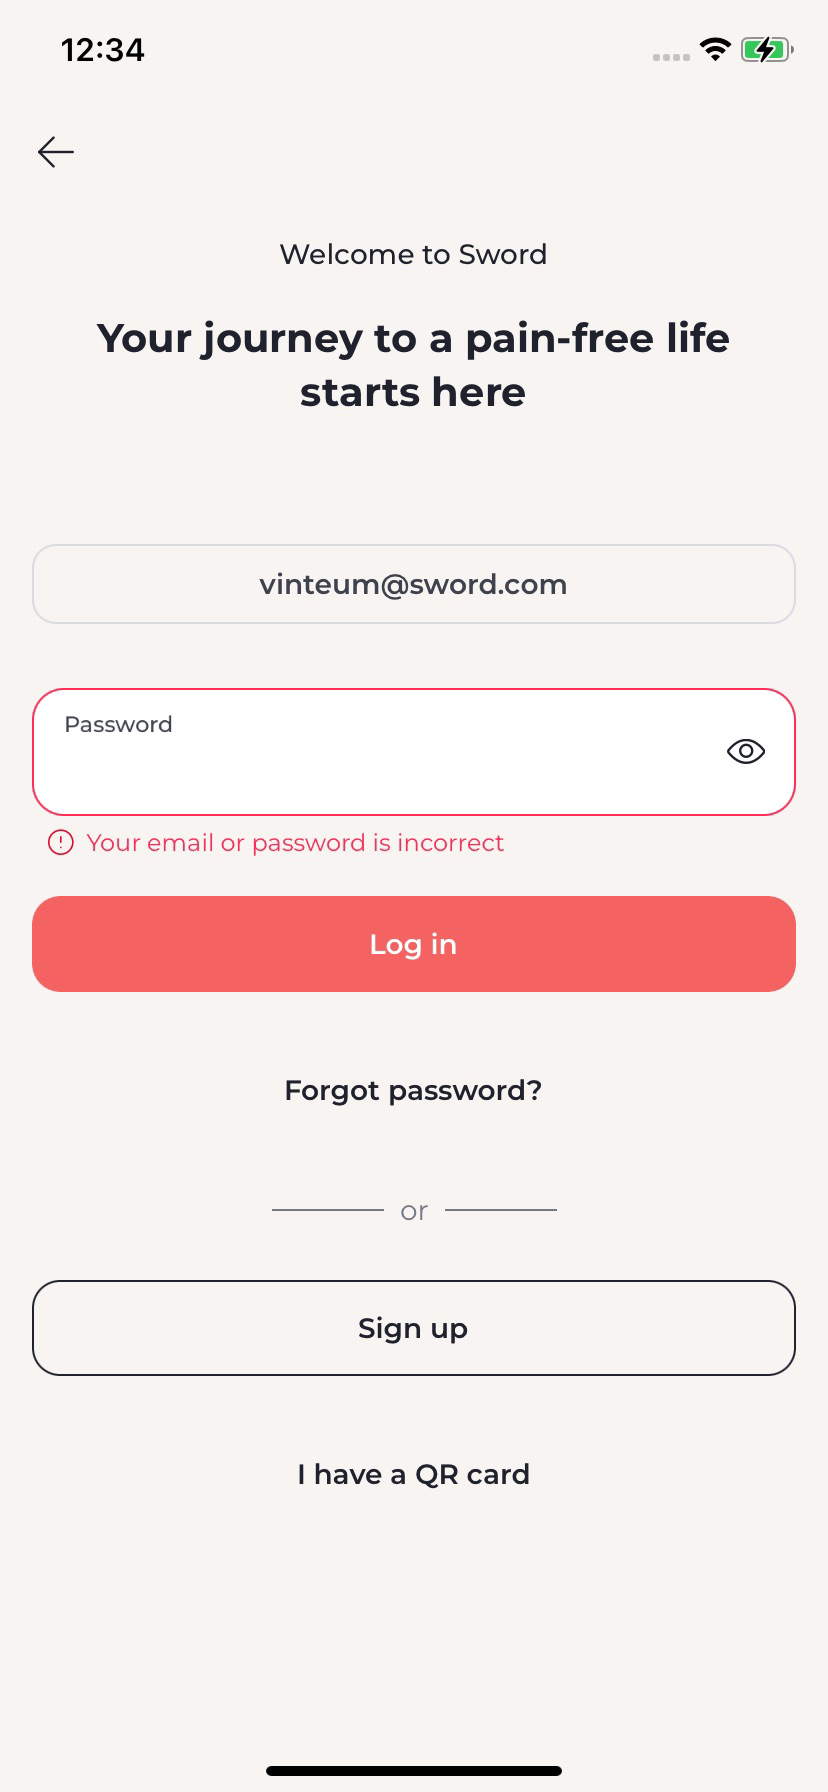 12:34
Welcome to Sword
Your journey to a pain-free life
starts here
vinteum@sword.com
Password
Your email or password is incorrect
Log in
Forgot password?
or
Sign up
I have a QR card